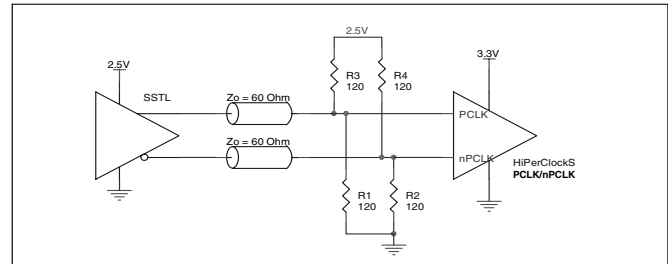 2.5V
3.3V
2.5V
R3
120
R4
120
SSTL
Zo = 60 Ohm
PCLK
Zo = 60 Ohm
nPCLK
HiPerClockS
PCLK/nPCLK
R1
120
R2
120